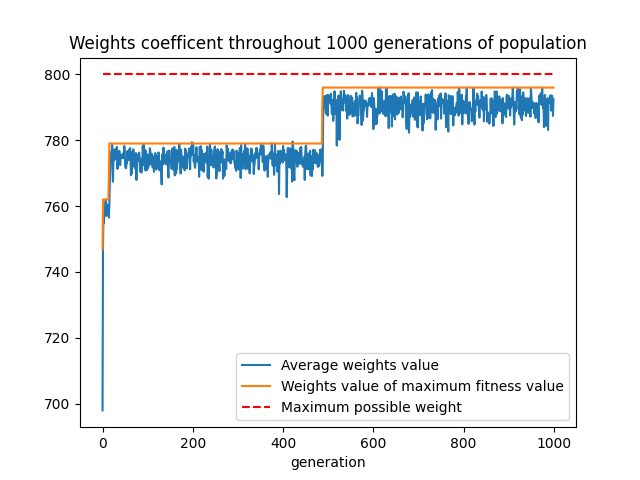 Weights coefficent throughout 1000 generations of population
800
780
760
740
720
700
Average weights value
Weights value of maximum fitness value
Maximum possible weight
0 200 400 600 800 1000
generation